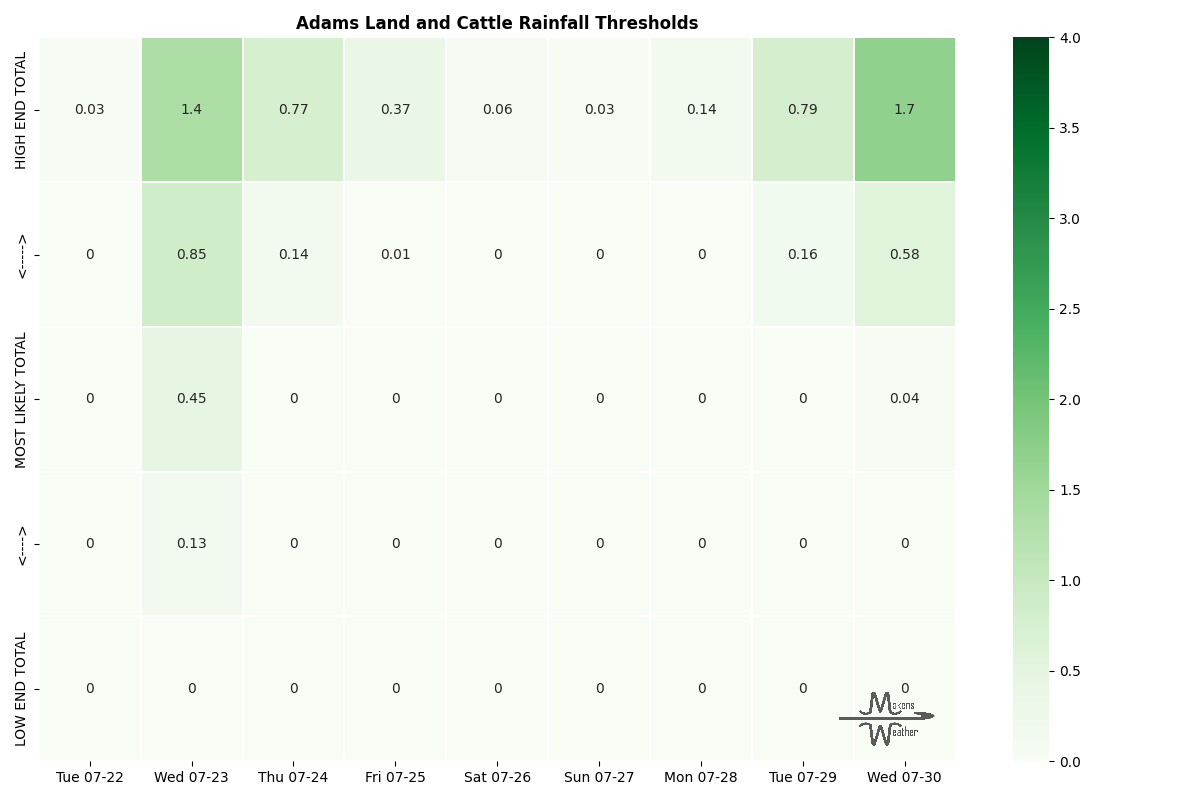 Adams Land and Cattle Rainfall Thresholds
HIGH END TOTAL
0.03 1.4 0.77 0.37 0.06 0.03 0.14 0.79 1.7
<----->
0 0.85 0.14 0.01 0 0 0 0.16 0.58
MOST LIKELY TOTAL
0 0.45 0 0 0 0 0 0 0.04
<---->
0 0.13 0 0 0 0 0 0 0
LOW END TOTAL
0 0 0 0 0 0 0 0 0
Makens
Weather
Tue 07-22 Wed 07-23 Thu 07-24 Fri 07-25 Sat 07-26 Sun 07-27 Mon 07-28 Tue 07-29 Wed 07-30
4.0
3.5
3.0
2.5
2.0
1.5
1.0
0.5
0.0